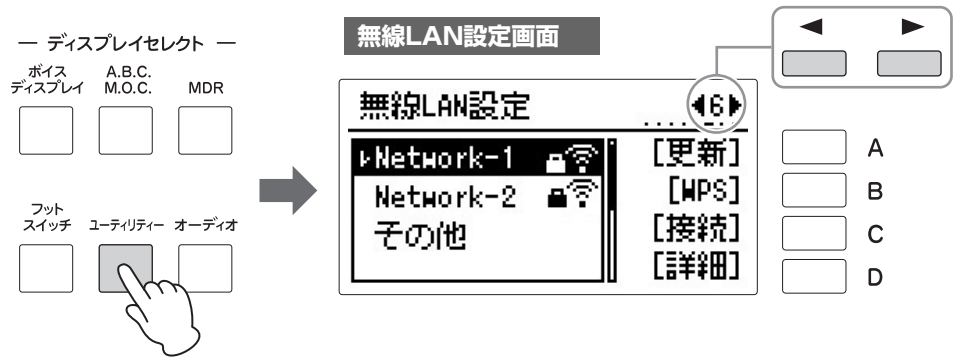 ディスプレイセレクト
ボイス
ディスプレイ
A.B.C.
M.O.C.
MDR
フット
スイッチ
ユーティリティー
オーディオ
無線LAN設定画面
無線LAN設定
6
Network-1
Network-2
その他
[更新]
[WPS]
[接続]
[詳細]
A
B
C
D